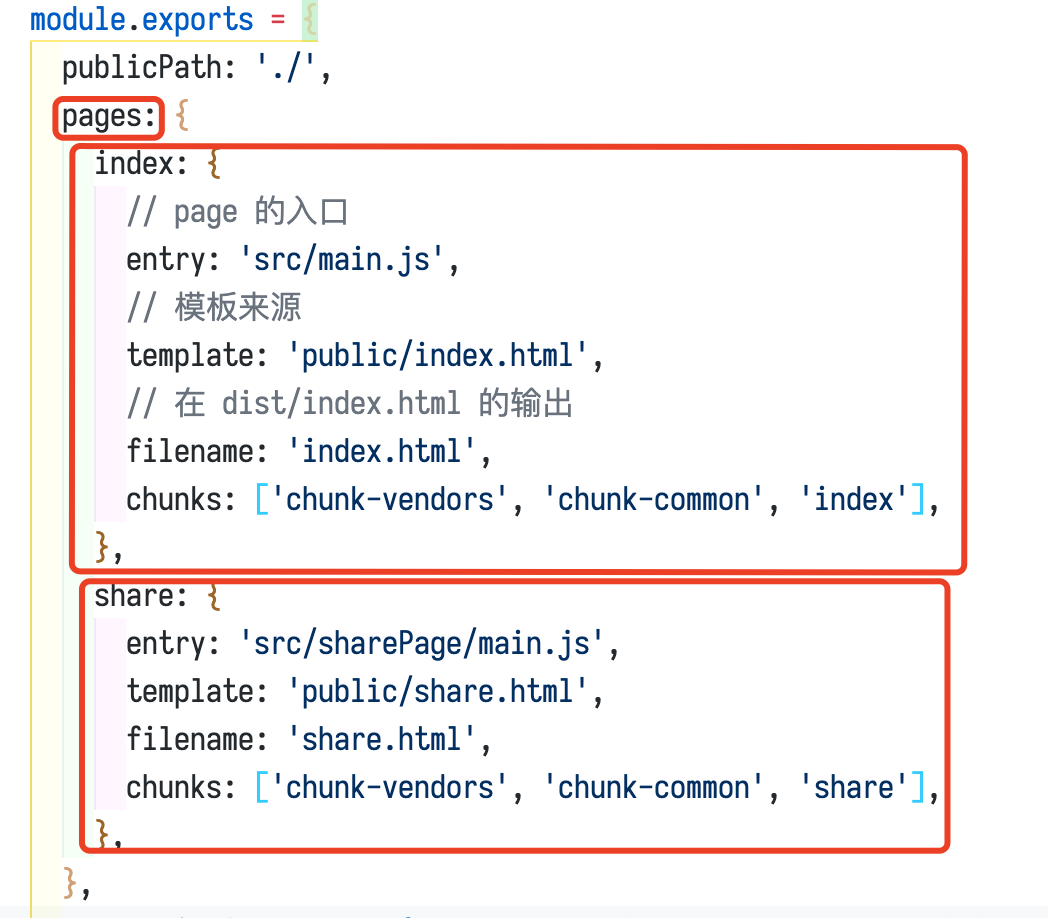 module.exports = {
publicPath: './',
pages: {
index: {
// page 的入口
entry: 'src/main.js',
// 模板来源
template: 'public/index.html',
// 在 dist/index.html 的输出
filename: 'index.html',
chunks: ['chunk-vendors', 'chunk-common', 'index'],
},
share: {
entry: 'src/sharePage/main.js',
template: 'public/share.html',
filename: 'share.html',
chunks: ['chunk-vendors', 'chunk-common', 'share'],
},
},